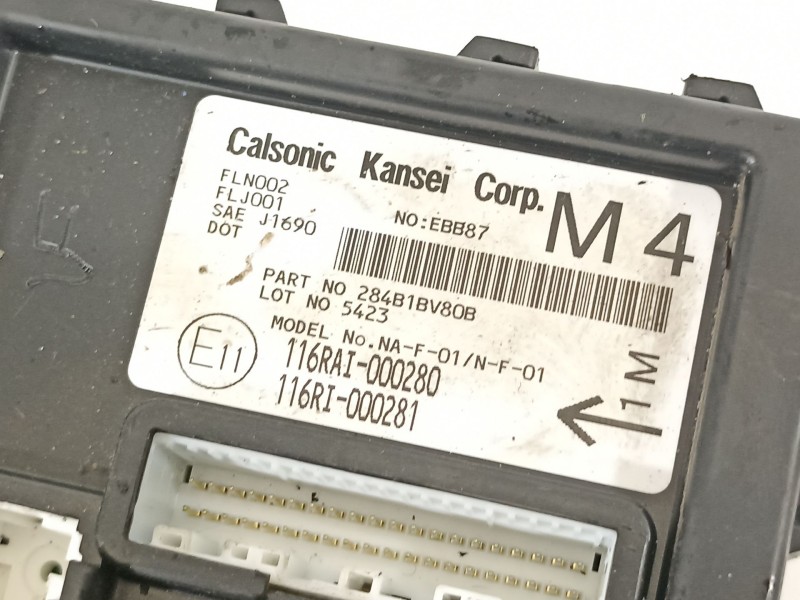 Calsonic Kansei Corp.
FLN002
FLJ001
SAE J1690
DOT
NO:EBB87
M4
PART NO 284B1BV80B
LOT NO 5423
MODEL No.NA-F-01/N-F-01
E11
116RAI-000280
116RI-000281
1M